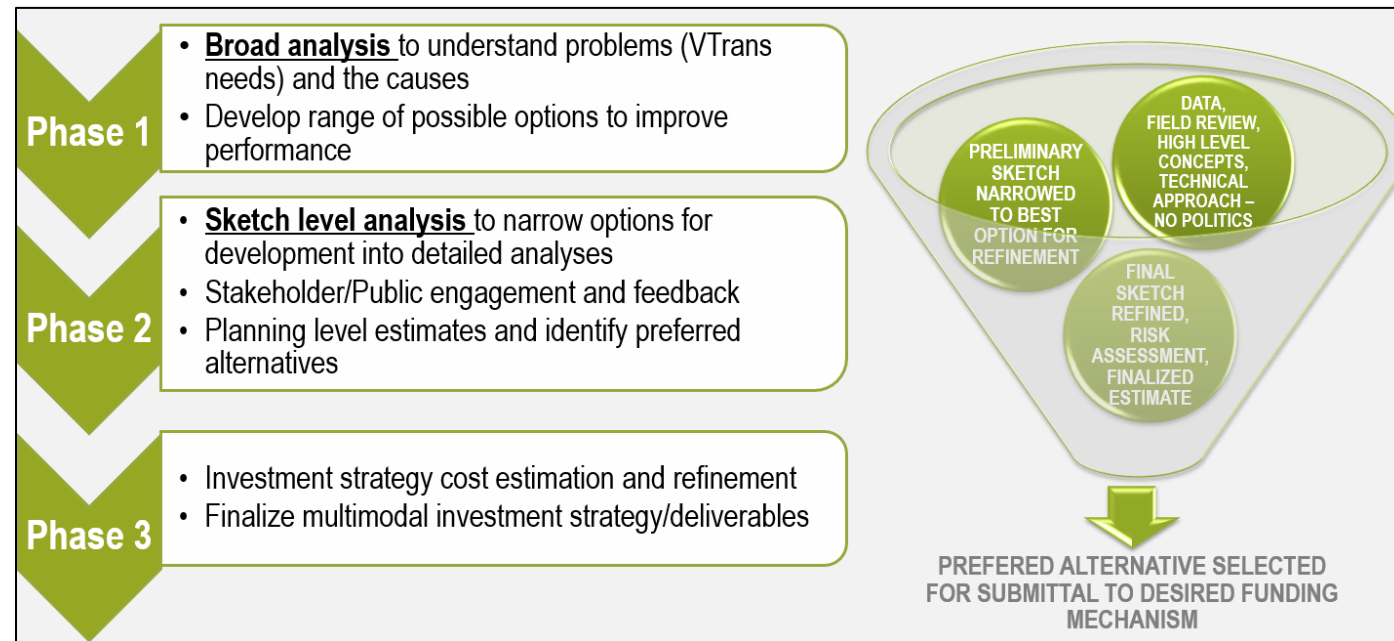 Phase 1
• Broad analysis to understand problems (VTrans
needs) and the causes
• Develop range of possible options to improve
performance
Phase 2
• Sketch level analysis to narrow options for
development into detailed analyses
• Stakeholder/Public engagement and feedback
• Planning level estimates and identify preferred
alternatives
Phase 3
• Investment strategy cost estimation and refinement
• Finalize multimodal investment strategy/deliverables
DATA,
FIELD REVIEW,
HIGH LEVEL
CONCEPTS,
TECHNICAL
APPROACH –
NO POLITICS
PRELIMINARY
SKETCH
NARROWED
TO BEST
OPTION FOR
REFINEMENT
FINAL
SKETCH
REFINED,
RISK
ASSESSMENT,
FINALIZED
ESTIMATE
PREFERED ALTERNATIVE SELECTED
FOR SUBMITTAL TO DESIRED FUNDING
MECHANISM